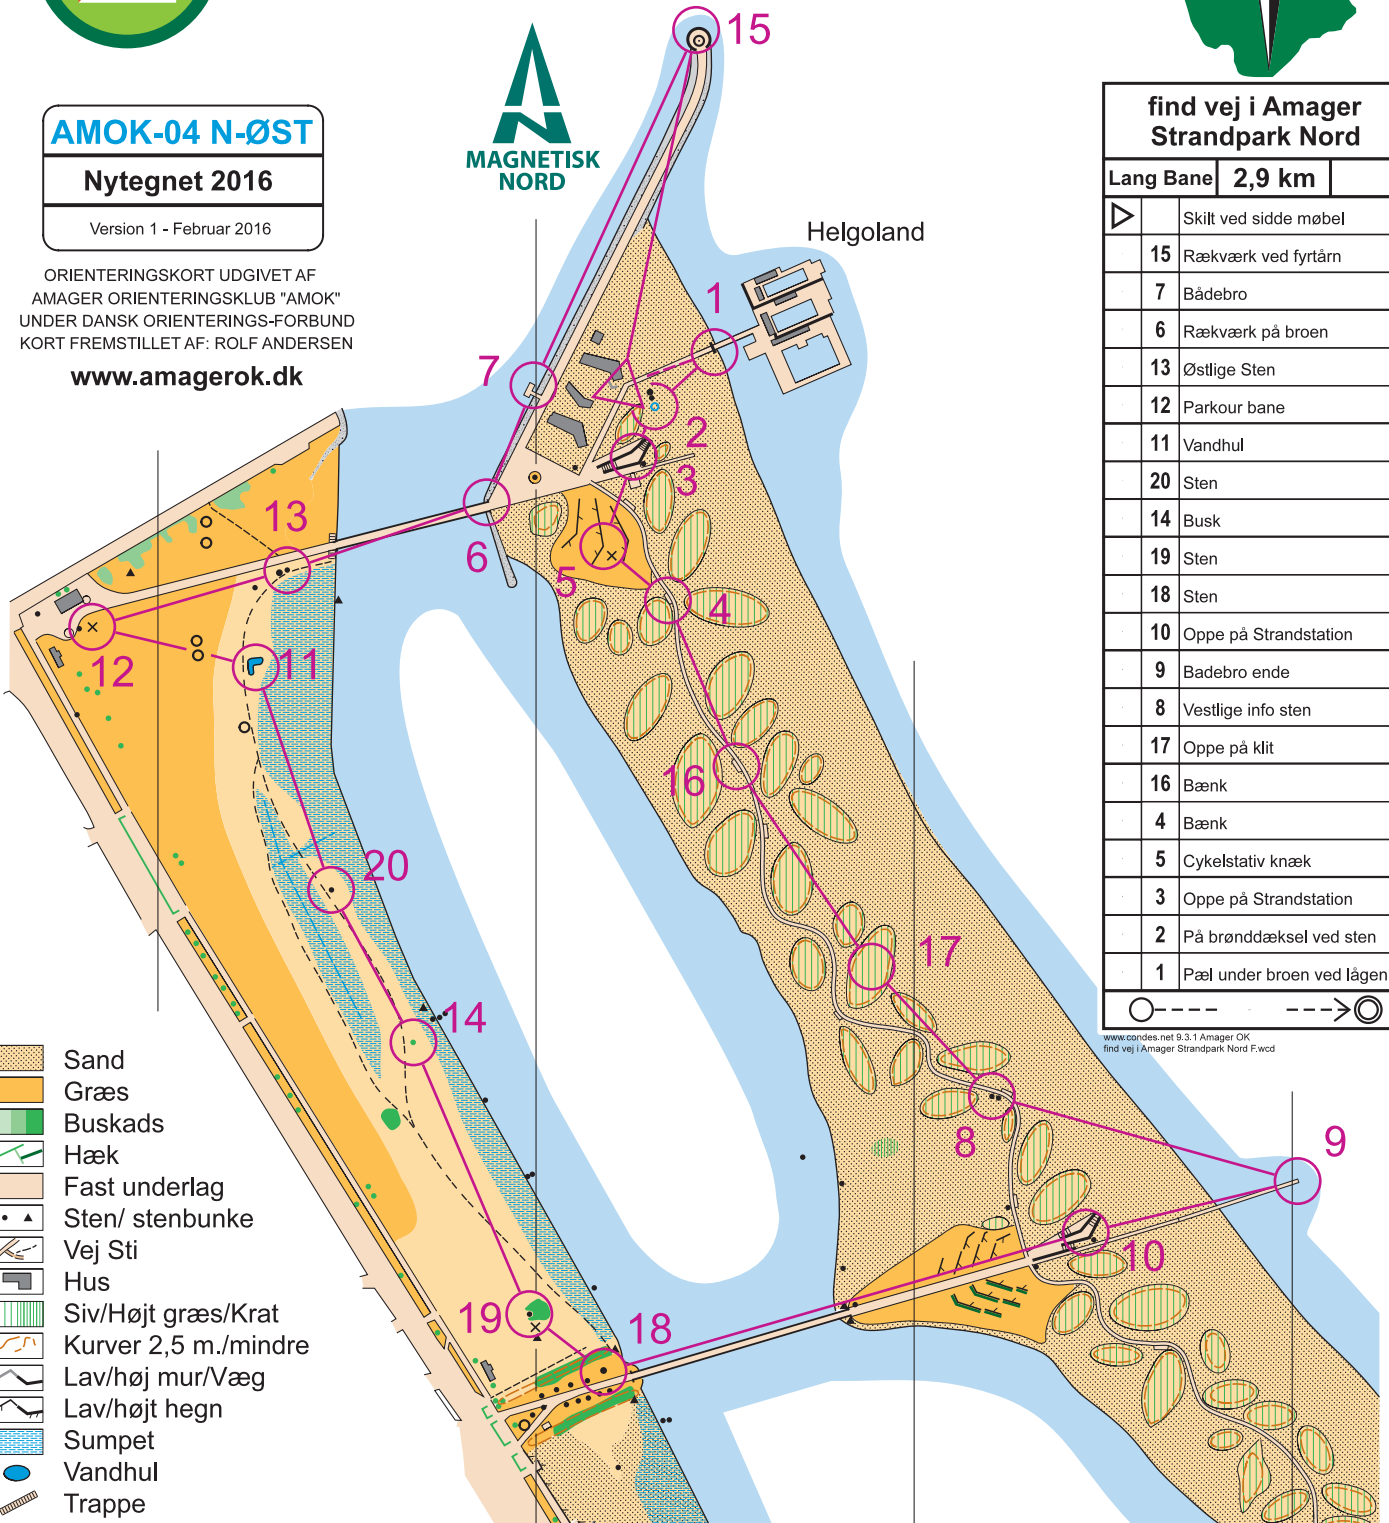 15
MAGNETISK
NORD
AMOK-04 N-ØST
Nytegnet 2016
Version 1 - Februar 2016
ORIENTERINGSKORT UDGIVET AF
AMAGER ORIENTERINGSKLUB "AMOK"
UNDER DANSK ORIENTERINGS-FORBUND
KORT FREMSTILLET AF: ROLF ANDERSEN
www.amagerok.dk
Helgoland
1
7
2
3
13
6
5
4
12
11
16
20
17
14
8
9
10
19
18
find vej i Amager
Strandpark Nord
Lang Bane 2,9 km
Skilt ved sidde møbel
15 Rækværk ved fyrtårn
7 Bådebro
6 Rækværk på broen
13 Østlige Sten
12 Parkour bane
11 Vandhul
20 Sten
14 Busk
19 Sten
18 Sten
10 Oppe på Strandstation
9 Badebro ende
8 Vestlige info sten
17 Oppe på klit
16 Bænk
4 Bænk
5 Cykelstativ knæk
3 Oppe på Strandstation
2 På brønddæksel ved sten
1 Pæl under broen ved lågen
www.condes.net 9.3.1 Amager OK
find vej i Amager Strandpark Nord F.wcd
Sand
Græs
Buskads
Hæk
Fast underlag
Sten/ stenbunke
Vej Sti
Hus
Siv/Højt græs/Krat
Kurver 2,5 m./mindre
Lav/høj mur/Væg
Lav/højt hegn
Sumpet
Vandhul
Trappe